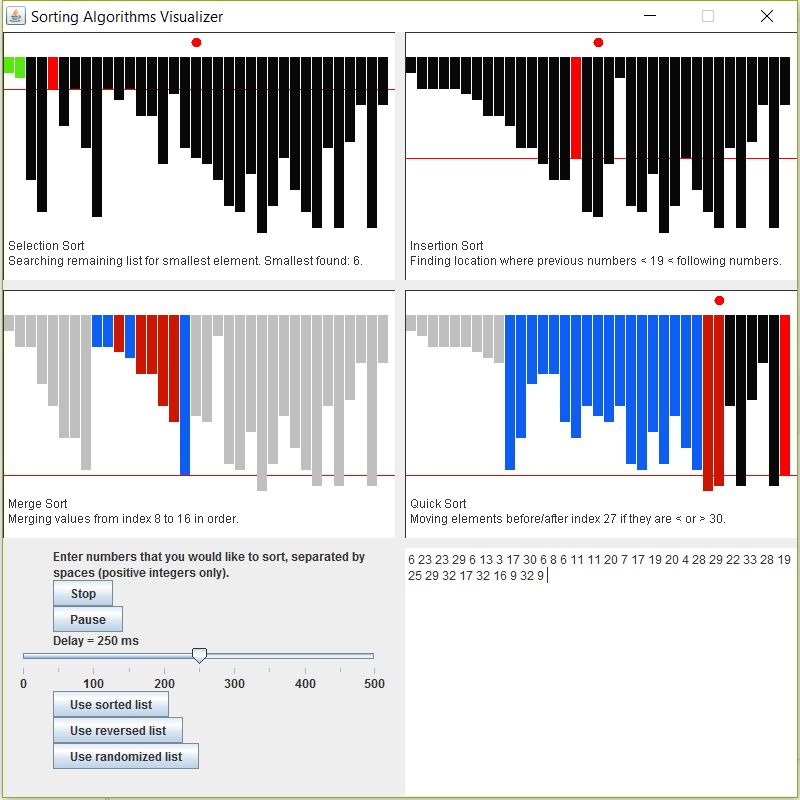 Sorting Algorithms Visualizer
Selection Sort
Searching remaining list for smallest element. Smallest found: 6.
Insertion Sort
Finding location where previous numbers < 19 < following numbers.
Merge Sort
Merging values from index 8 to 16 in order.
Quick Sort
Moving elements before/after index 27 if they are < or > 30.
Enter numbers that you would like to sort, separated by
spaces (positive integers only).
Stop
Pause
Delay = 250 ms
0 100 200 300 400 500
Use sorted list
Use reversed list
Use randomized list
6 23 23 29 6 13 3 17 30 6 8 6 11 11 20 7 17 19 20 4 28 29 22 33 28 19
25 29 32 17 32 16 9 32 9